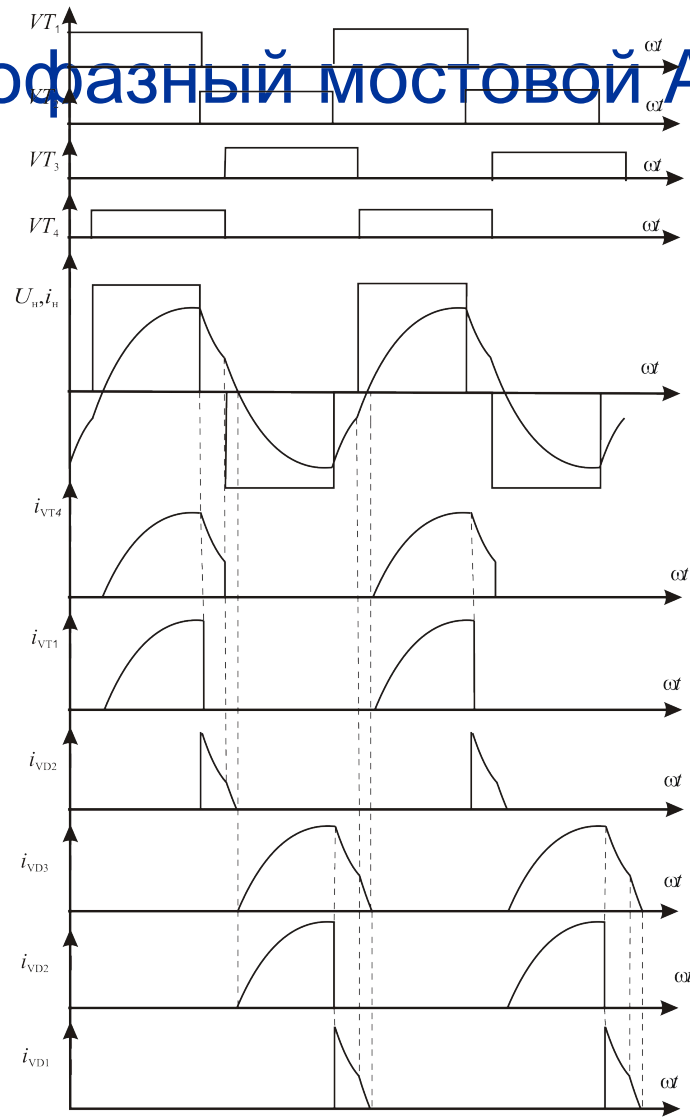 VT1
ωt
офазный мостовой А
ωt
VT3
ωt
VT4
ωt
Uн,iн
ωt
iVT4
ωt
iVT1
ωt
iVD2
ωt
iVD3
ωt
iVD2
ωt
iVD1
ωt